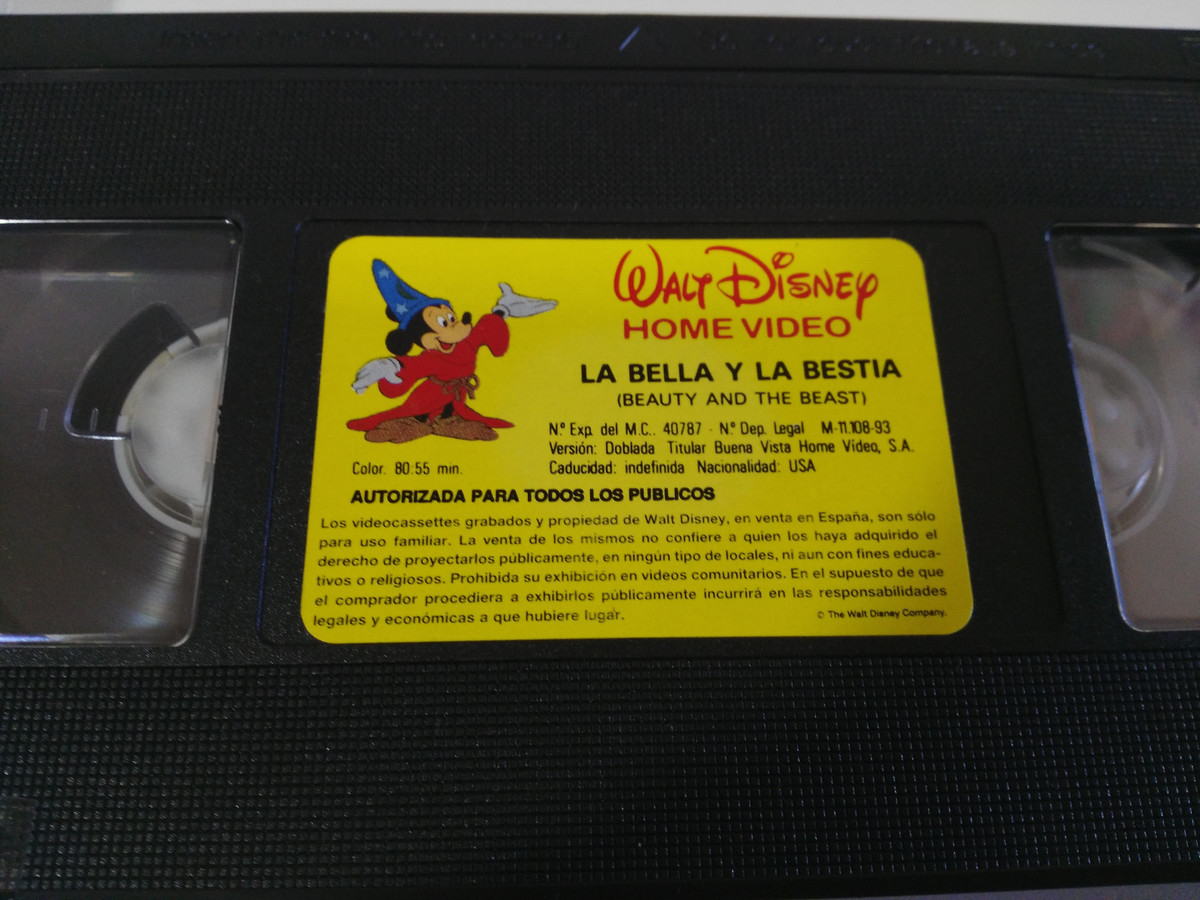 WALT DISNEY
HOME VIDEO
LA BELLA Y LA BESTIA
(BEAUTY AND THE BEAST)
Nº Exp. del M.C.. 40787 - N.º Dep. Legal M-11.108-93
Versión: Doblada Titular Buena Vista Home Vídeo, S.A.
Color. 80:55 min. Caducidad: indefinida Nacionalidad: USA
AUTORIZADA PARA TODOS LOS PUBLICOS
Los videocassettes grabados y propiedad de Walt Disney, en venta en España, son sólo
para uso familiar. La venta de los mismos no confiere a quien los haya adquirido el
derecho de proyectarlos públicamente, en ningún tipo de locales, ni aun con fines educa-
tivos o religiosos. Prohibida su exhibición en videos comunitarios. En el supuesto de que
el comprador procediera a exhibirlos públicamente incurrirá en las responsabilidades
legales y económicas a que hubiere lugar.
© The Walt Disney Company.